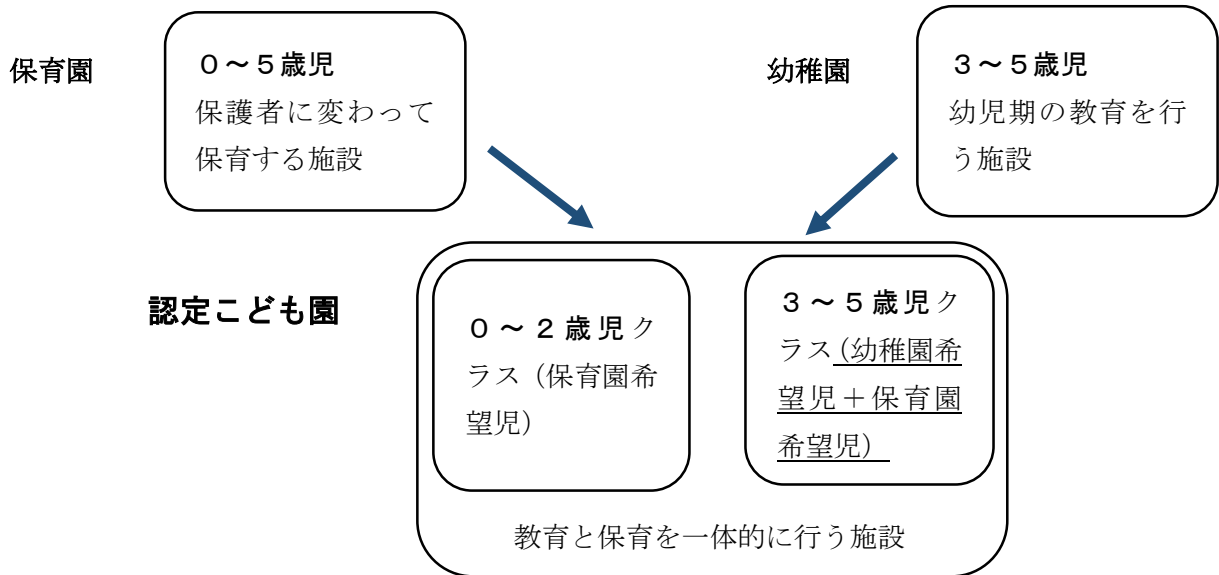 保育園
０～５歳児
保護者に変わって
保育する施設
幼稚園
３～５歳児
幼児期の教育を行
う施設
認定こども園
０～２歳児ク
ラス（保育園希
望児）
３～５歳児ク
ラス（幼稚園希
望児＋保育園
希望児）
教育と保育を一体的に行う施設